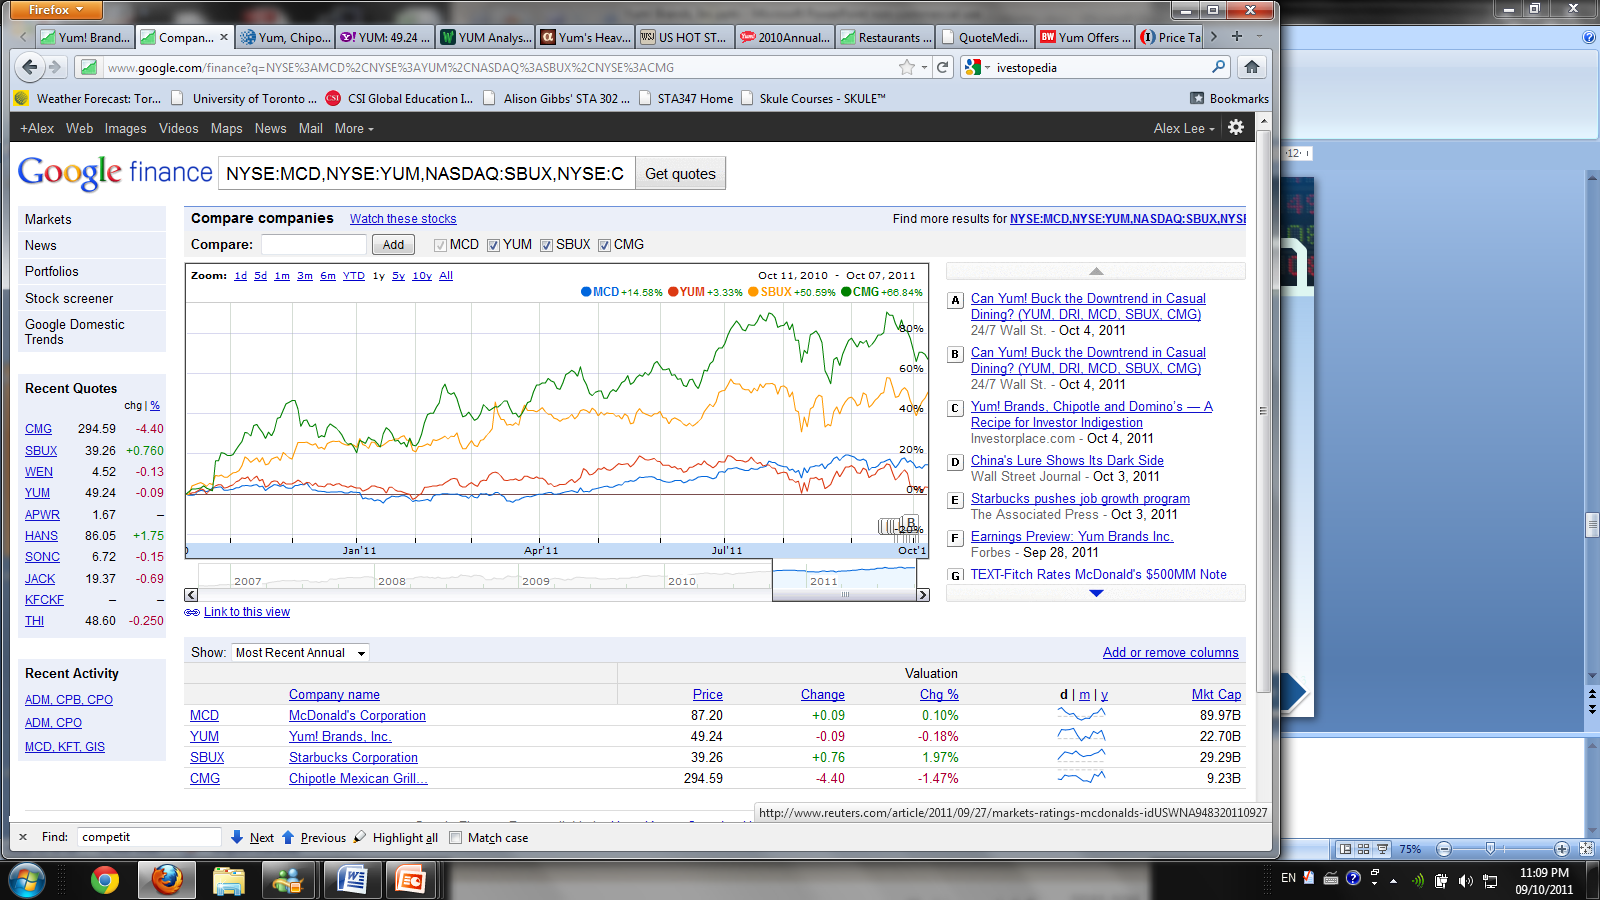 Firefox
Yum! Brand...
Compan...
Yum, Chipo...
YUM: 49.24 ...
YUM Analys...
Yum's Heav...
US HOT ST...
2010Annual...
Restaurants ...
QuoteMedi...
Yum Offers ...
Price Ta
www.google.com/finance?q=NYSE%3AMCD%2CNYSE%3AYUM%2CNASDAQ%3ASBUX%2CNYSE%3ACMG
ivestopedia
Weather Forecast: Tor...
University of Toronto ...
CSI Global Education I...
Alison Gibbs' STA 302 ...
STA347 Home
Skule Courses - SKULE™
Bookmarks
+Alex Web Images Videos Maps News Mail More
Alex Lee
Google finance
NYSE:MCD,NYSE:YUM,NASDAQ:SBUX,NYSE:C
Get quotes
Markets
News
Portfolios
Stock screener
Google Domestic
Trends
Recent Quotes
chg | %
CMG 294.59 -4.40
SBUX 39.26 +0.760
WEN 4.52 -0.13
YUM 49.24 -0.09
APWR 1.67 –
HANS 86.05 +1.75
SONC 6.72 -0.15
JACK 19.37 -0.69
KFCKF – –
THI 48.60 -0.250
Recent Activity
ADM, CPB, CPO
ADM, CPO
MCD, KFT, GIS
Compare companies Watch these stocks
Find more results for NYSE:MCD,NYSE:YUM,NASDAQ:SBUX,NYSE
Compare: Add MCD YUM SBUX CMG
Zoom: 1d 5d 1m 3m 6m YTD 1y 5y 10y All
Oct 11, 2010 - Oct 07, 2011
MCD +14.58% YUM +3.33% SBUX +50.59% CMG +66.84%
80%
60%
40%
20%
0%
B
-20%
Jan'11 Apr'11 Jul'11 Oct'1
2007 2008 2009 2010 2011
Link to this view
A Can Yum! Buck the Downtrend in Casual
Dining? (YUM, DRI, MCD, SBUX, CMG)
24/7 Wall St. - Oct 4, 2011
B Can Yum! Buck the Downtrend in Casual
Dining? (YUM, DRI, MCD, SBUX, CMG)
24/7 Wall St. - Oct 4, 2011
C Yum! Brands, Chipotle and Domino's — A
Recipe for Investor Indigestion
Investorplace.com - Oct 4, 2011
D China's Lure Shows Its Dark Side
Wall Street Journal - Oct 3, 2011
E Starbucks pushes job growth program
The Associated Press - Oct 3, 2011
F Earnings Preview: Yum Brands Inc.
Forbes - Sep 28, 2011
G TEXT-Fitch Rates McDonald's $500MM Note
Show: Most Recent Annual
Add or remove columns
Valuation
Company name Price Change Chg % d | m | y Mkt Cap
MCD McDonald's Corporation 87.20 +0.09 0.10% 89.97B
YUM Yum! Brands, Inc. 49.24 -0.09 -0.18% 22.70B
SBUX Starbucks Corporation 39.26 +0.76 1.97% 29.29B
CMG Chipotle Mexican Grill... 294.59 -4.40 -1.47% 9.23B
http://www.reuters.com/article/2011/09/27/markets-ratings-mcdonalds-idUSWNA948320110927
Find: competit Next Previous Highlight all Match case
12
75%
EN
11:09 PM
09/10/2011